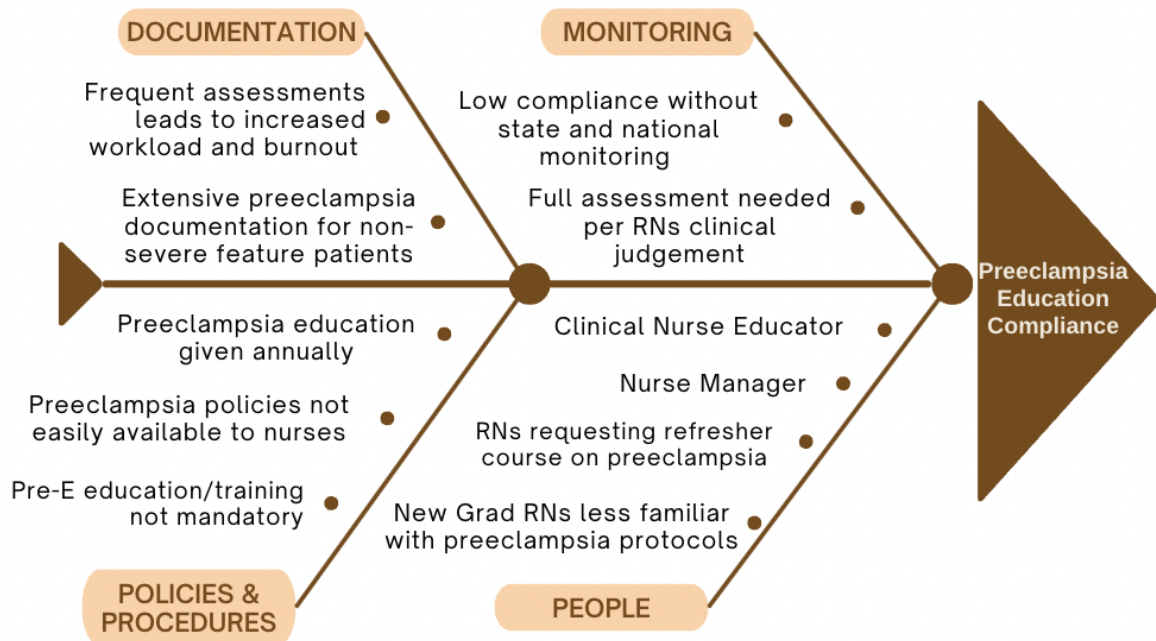 DOCUMENTATION
Frequent assessments
leads to increased
workload and burnout
Extensive preeclampsia
documentation for non-
severe feature patients
MONITORING
Low compliance without
state and national
monitoring
Full assessment needed
per RNs clinical
judgement
Preeclampsia
Education
Compliance
Preeclampsia education
given annually
Preeclampsia policies not
easily available to nurses
Pre-E education/training
not mandatory
POLICIES &
PROCEDURES
Clinical Nurse Educator
Nurse Manager
RNs requesting refresher
course on preeclampsia
New Grad RNs less familiar
with preeclampsia protocols
PEOPLE